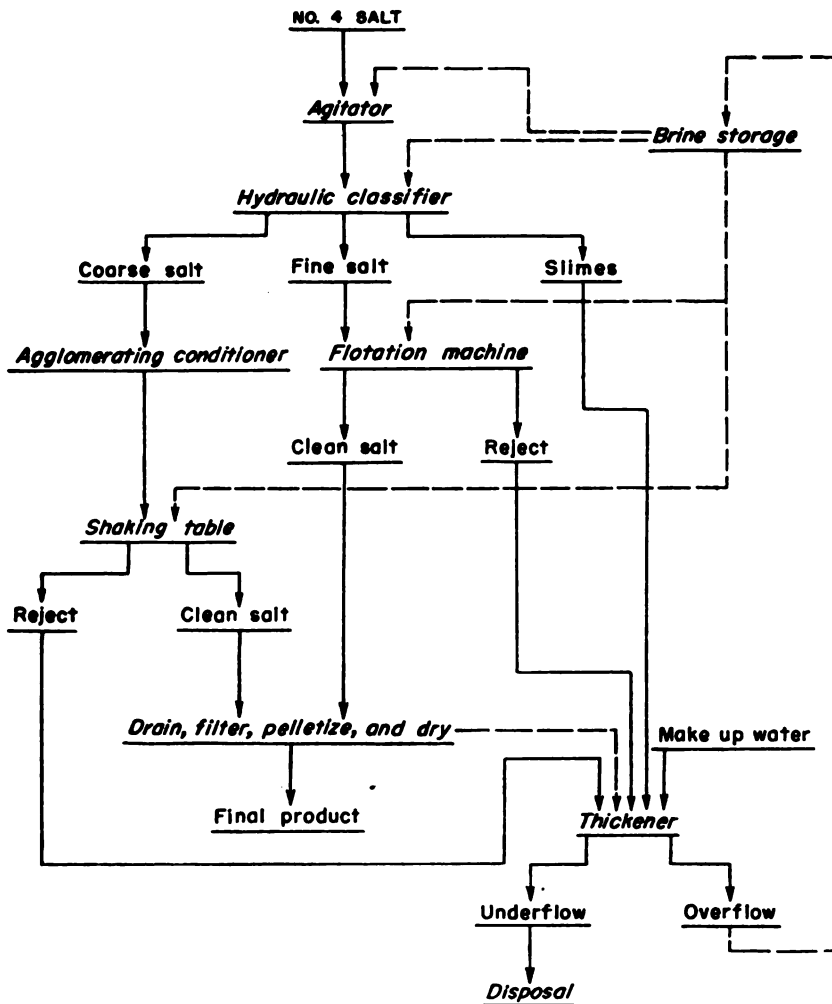 NO. 4 SALT
Agitator
Brine storage
Hydraulic classifier
Coarse salt
Fine salt
Slimes
Agglomerating conditioner
Flotation machine
Clean salt
Reject
Shaking table
Reject
Clean salt
Drain, filter, pelletize, and dry
Make up water
Final product
Thickener
Underflow
Overflow
Disposal